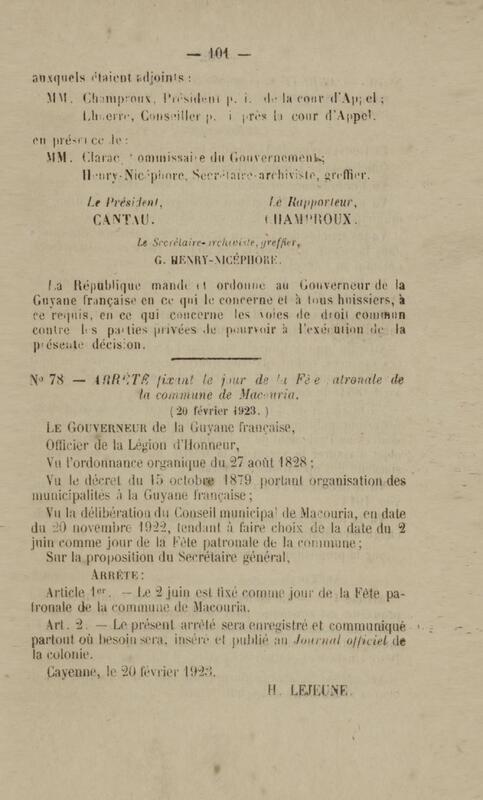 — 101 —
auxquels étaient adjoints :
MM. Champroux, Président p. i. de la cour d'Appel ;
Lhuerre, Conseiller p. i près la cour d'Appel.
en présence de :
MM. Clarac, Commissaire du Gouvernement ;
Henry-Nicéphore, Secrétaire-archiviste, greffier.
Le Président,
Le Rapporteur,
CANTAU.
CHAMPROUX.
Le Secrétaire-archiviste, greffier,
G. HENRY-NICÉPHORE.
La République mande et ordonne au Gouverneur de la
Guyane française en ce qui le concerne et à tous huissiers, à
ce requis, en ce qui concerne les voies de droit commun
contre les parties privées de pourvoir à l'exécution de la
présente décision.
No 78 — ARRÊTÉ fixant le jour de la Fête patronale de
la commune de Macouria.
(20 février 1923.)
LE GOUVERNEUR de la Guyane française,
Officier de la Légion d'Honneur,
Vu l'ordonnance organique du 27 août 1828 ;
Vu le décret du 15 octobre 1879 portant organisation des
municipalités à la Guyane française ;
Vu la délibération du Conseil municipal de Macouria, en date
du 20 novembre 1922, tendant à faire choix de la date du 2
juin comme jour de la Fête patronale de la commune ;
Sur la proposition du Secrétaire général,
ARRÊTE :
Article 1er. — Le 2 juin est fixé comme jour de la Fête pa-
tronale de la commune de Macouria.
Art. 2. — Le présent arrêté sera enregistré et communiqué
partout où besoin sera, inséré et publié au Journal officiel de
la colonie.
Cayenne, le 20 février 1923.
H. LEJEUNE.